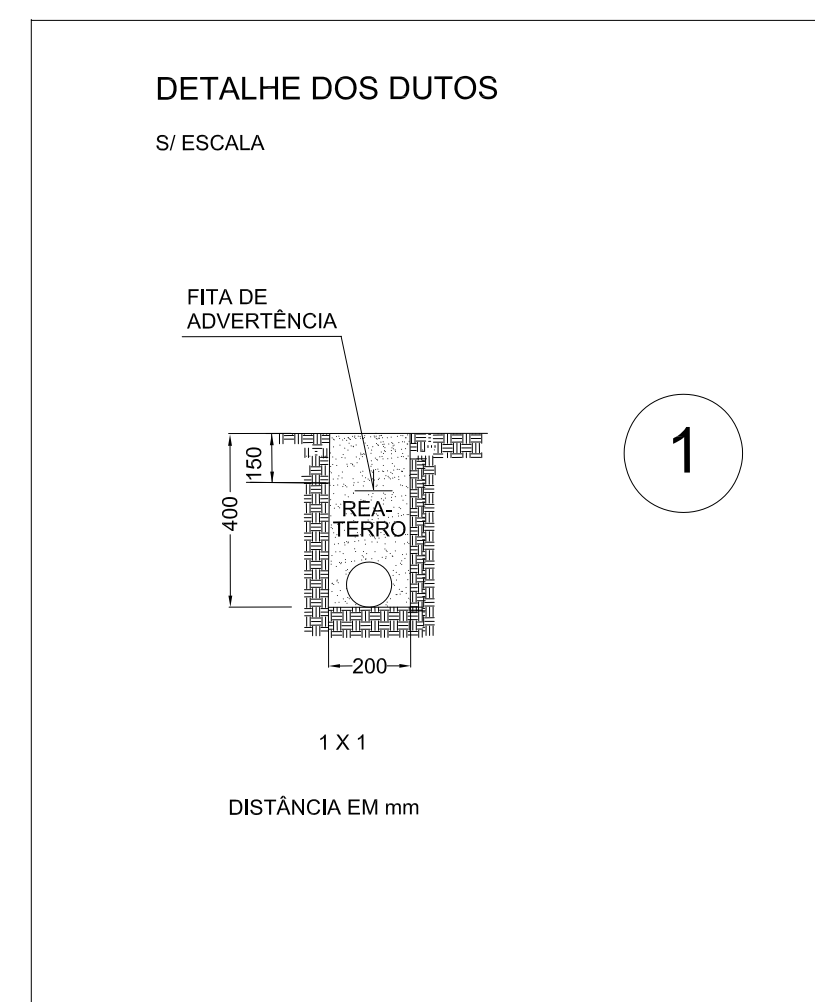 DETALHE DOS DUTOS
S/ ESCALA
FITA DE
ADVERTÊNCIA
150
400
REA-
TERRO
200
1
1 X 1
DISTÂNCIA EM mm